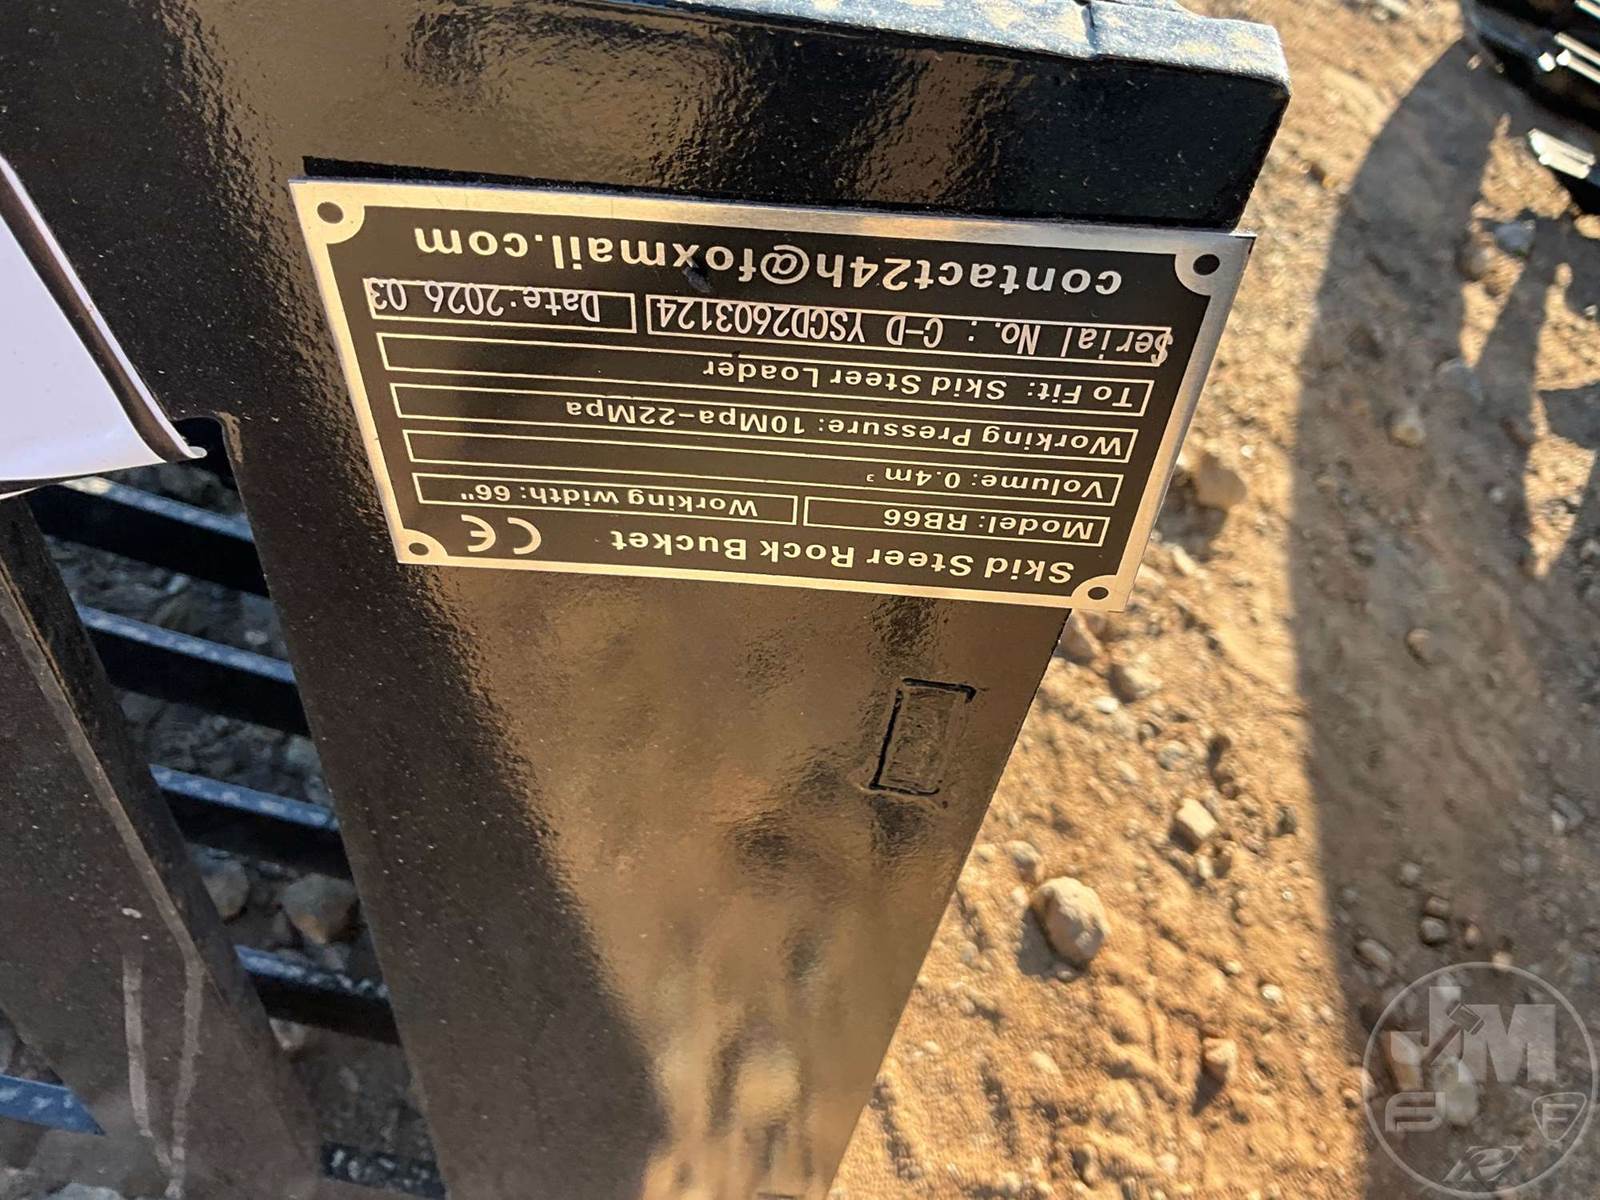 Skid Steer Rock Bucket CE
Model: RB66 Working width: 66"
Volume: 0.4m³
Working Pressure: 10Mpa-22Mpa
To Fit: Skid Steer Loader
Serial No.: C-D YSCD2603124 Date:2026 03
contact24h@foxmail.com
JM